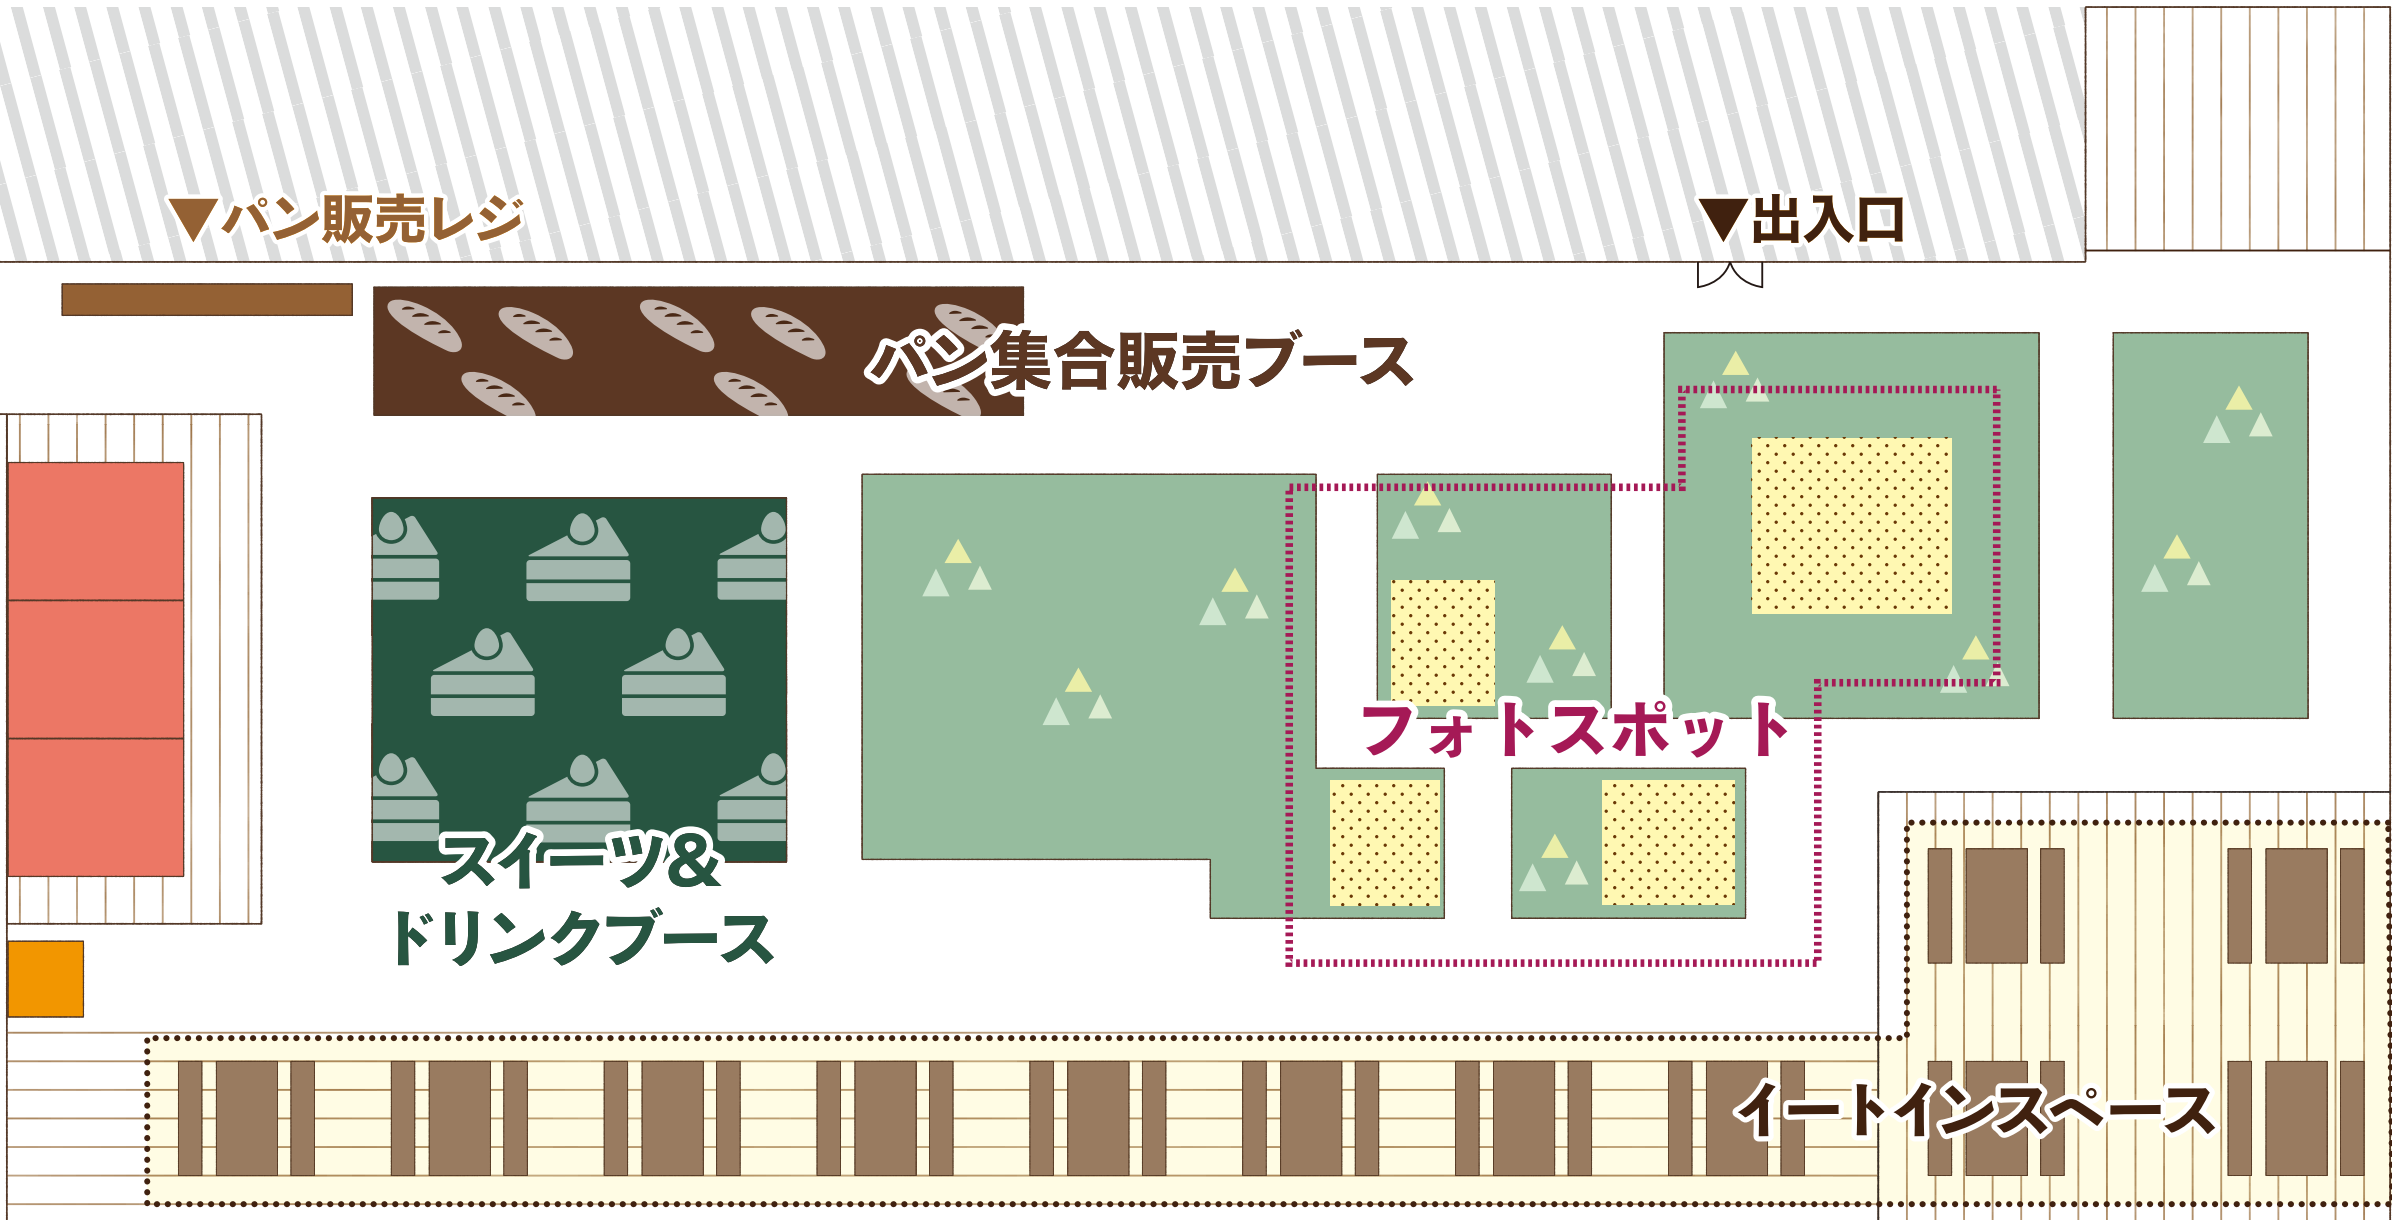 ▼パン販売レジ
▼出入口
パン集合販売ブース
フォトスポット
スイーツ&
ドリンクブース
イートインスペース